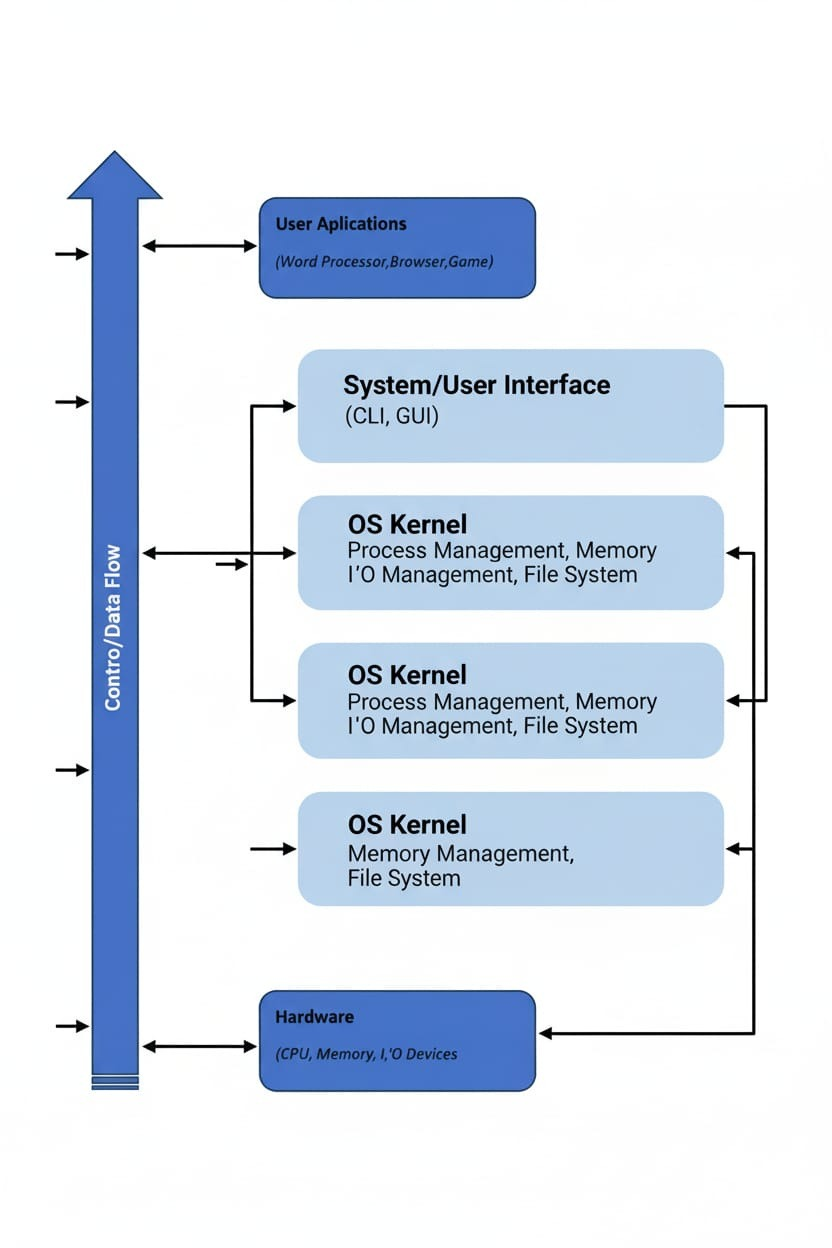 User Aplications
(Word Processor,Browser,Game)
System/User Interface
(CLI, GUI)
OS Kernel
Process Management, Memory
I'O Management, File System
Contro/Data Flow
OS Kernel
Process Management, Memory
I'O Management, File System
OS Kernel
Memory Management,
File System
Hardware
(CPU, Memory, I,'O Devices